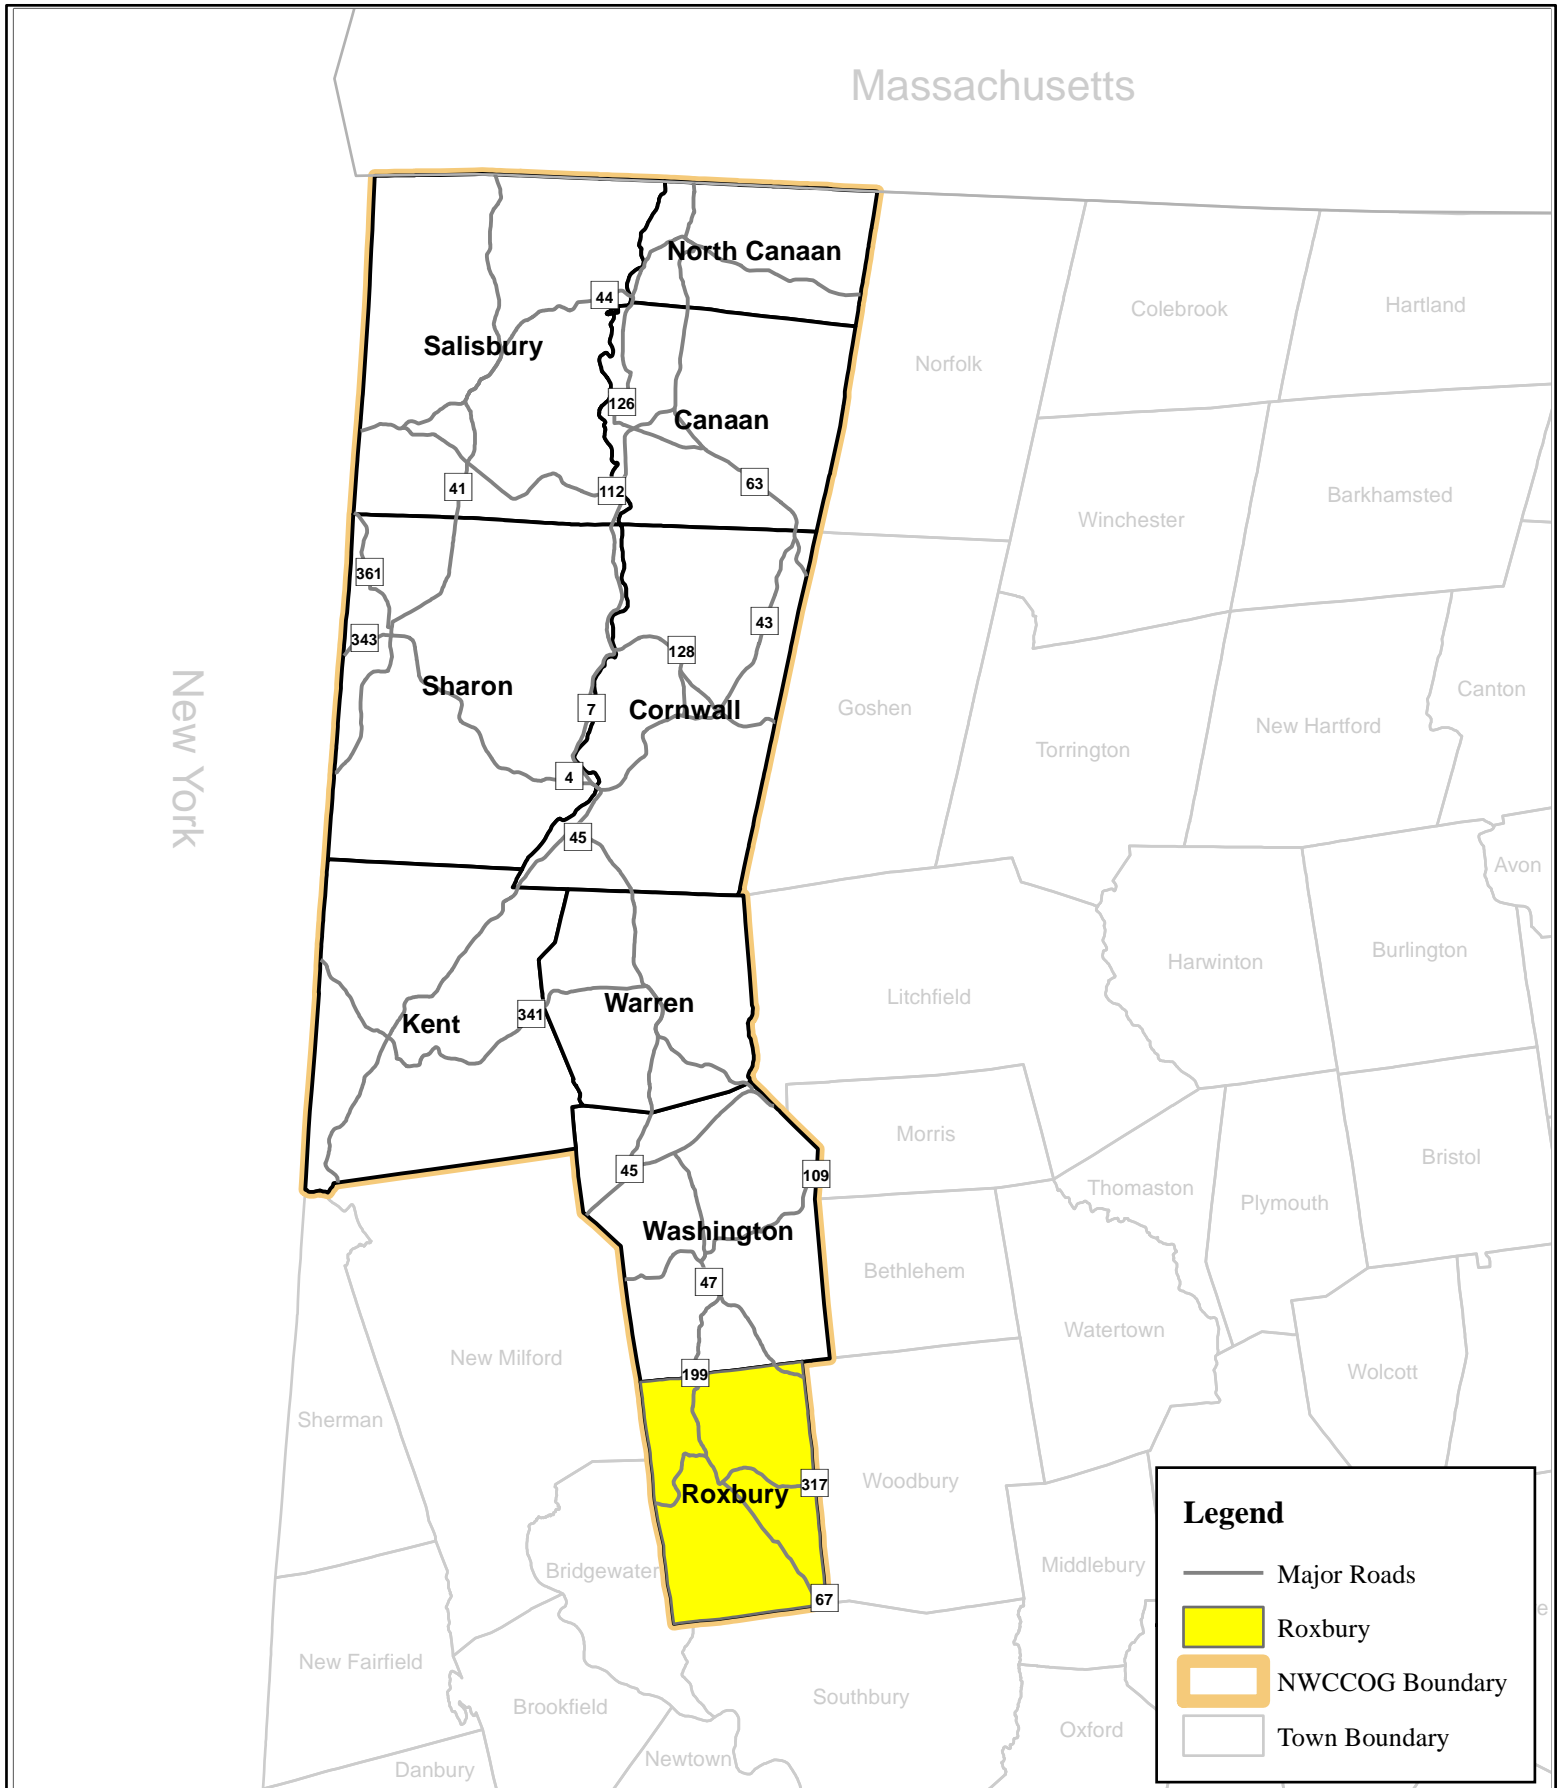 Massachusetts
North Canaan
44
Colebrook
Hartland
Salisbury
Norfolk
126
Canaan
41
112
63
Barkhamsted
Winchester
361
343
43
128
New York
Sharon
7
Cornwall
Goshen
Canton
New Hartford
Torrington
4
45
Avon
Burlington
Harwinton
Litchfield
Warren
341
Kent
Morris
Bristol
45
109
Thomaston
Plymouth
Washington
Bethlehem
47
Watertown
New Milford
199
Wolcott
Sherman
Woodbury
317
Roxbury
Legend
Middlebury
Bridgewater
Major Roads
67
e
Roxbury
New Fairfield
NWCCOG Boundary
Southbury
Brookfield
Oxford
Town Boundary
Newtown
Danbury